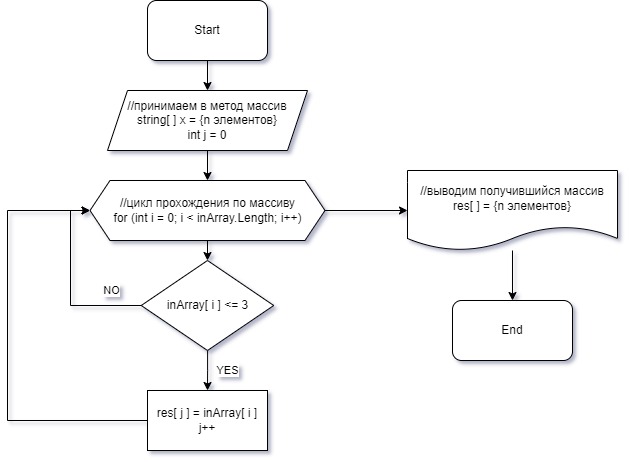 Start
//принимаем в метод массив
string[ ] x = {n элементов}
int j = 0
//цикл прохождения по массиву
for (int i = 0; i < inArray.Length; i++)
//выводим получившийся массив
res[ ] = {n элементов}
NO
inArray[ i ] <= 3
End
YES
res[ j ] = inArray[ i ]
j++